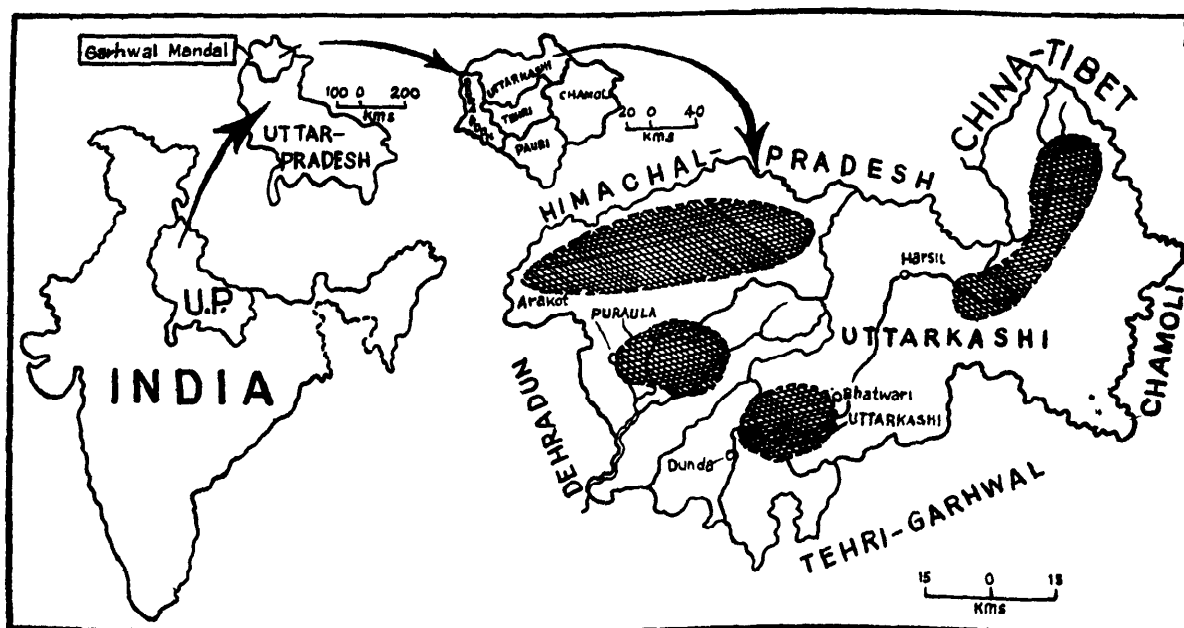 Garhwal Mandal
100 0 200
Kms
UTTAR-
PRADESH
U.P.
INDIA
UTTARKASHI
CHAMOLI
TEHRI
PAURI
20 0 40
Kms
HIMACHAL-PRADESH
CHINA-TIBET
Harsil
Arakot
PURAULA
UTTARKASHI
CHAMOLI
DEHRADUN
Bhatwari
UTTARKASHI
Dunda
TEHRI-GARHWAL
15 0 15
Kms